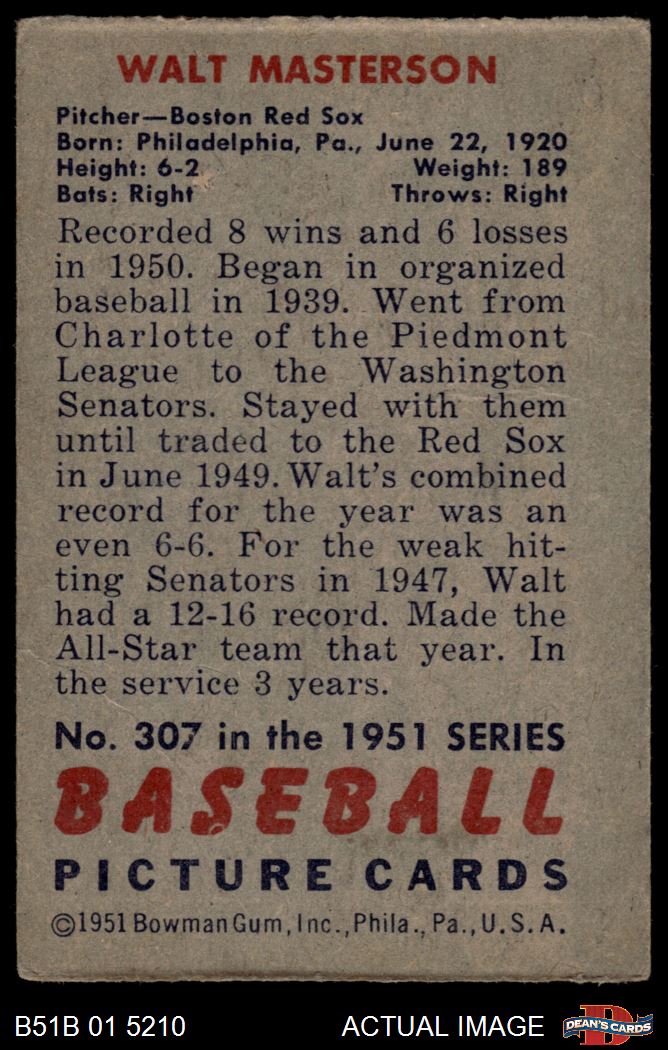 WALT MASTERSON
Pitcher—Boston Red Sox
Born: Philadelphia, Pa., June 22, 1920
Height: 6-2 Weight: 189
Bats: Right Throws: Right
Recorded 8 wins and 6 losses
in 1950. Began in organized
baseball in 1939. Went from
Charlotte of the Piedmont
League to the Washington
Senators. Stayed with them
until traded to the Red Sox
in June 1949. Walt's combined
record for the year was an
even 6-6. For the weak hit-
ting Senators in 1947, Walt
had a 12-16 record. Made the
All-Star team that year. In
the service 3 years.
No. 307 in the 1951 SERIES
BASEBALL
PICTURE CARDS
©1951 Bowman Gum, Inc., Phila., Pa., U.S.A.
B51B 01 5210 ACTUAL IMAGE D DEAN'S CARDS